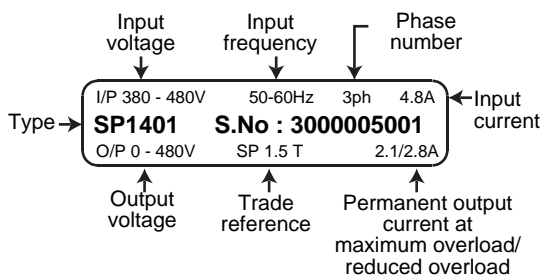 Input voltage
Input frequency
Phase number
I/P 380 - 480V 50-60Hz 3ph 4.8A
Input current
Type
SP1401 S.No : 3000005001
O/P 0 - 480V SP 1.5 T 2.1/2.8A
Output voltage
Trade reference
Permanent output current at maximum overload/ reduced overload